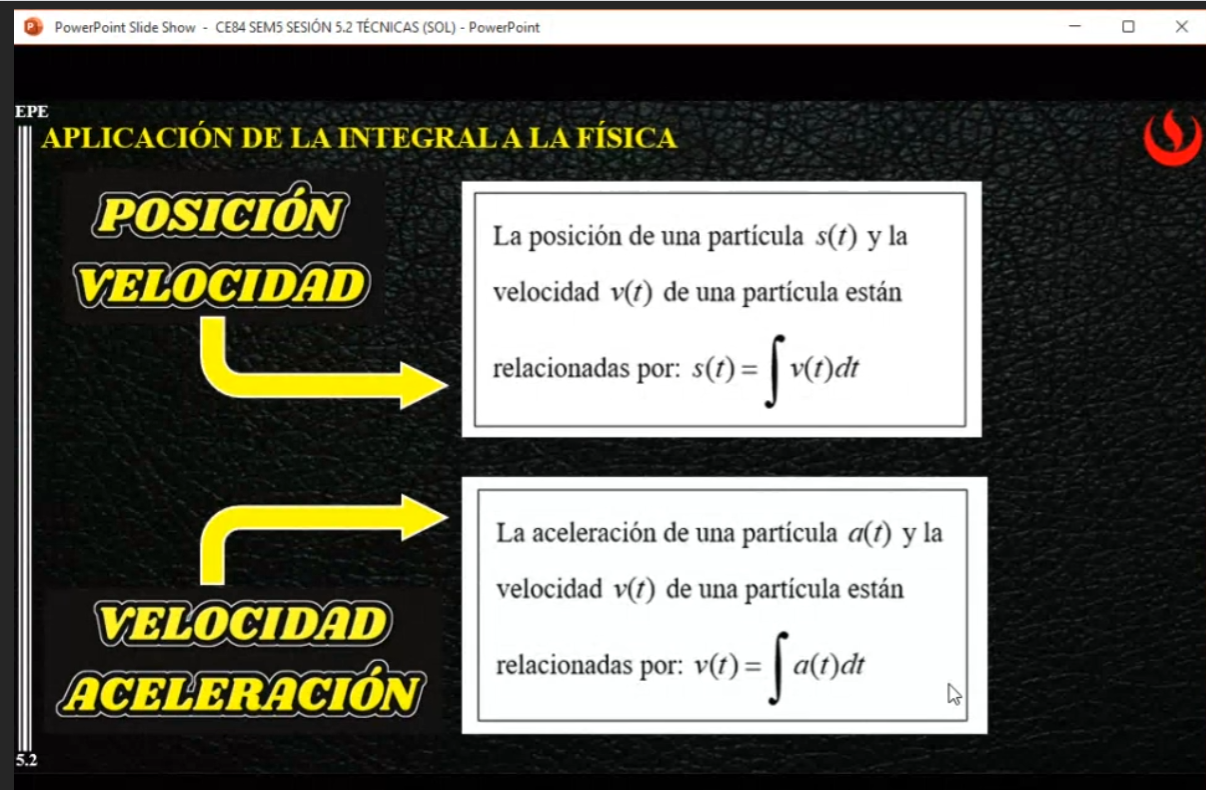 PowerPoint Slide Show - CE84 SEM5 SESIÓN 5.2 TÉCNICAS (SOL) - PowerPoint
EPE
APLICACIÓN DE LA INTEGRAL A LA FÍSICA
POSICIÓN
VELOCIDAD
La posición de una partícula s(t) y la
velocidad v(t) de una partícula están
relacionadas por: s(t) = ∫ v(t)dt
VELOCIDAD
ACELERACIÓN
La aceleración de una partícula a(t) y la
velocidad v(t) de una partícula están
relacionadas por: v(t) = ∫ a(t)dt
5.2